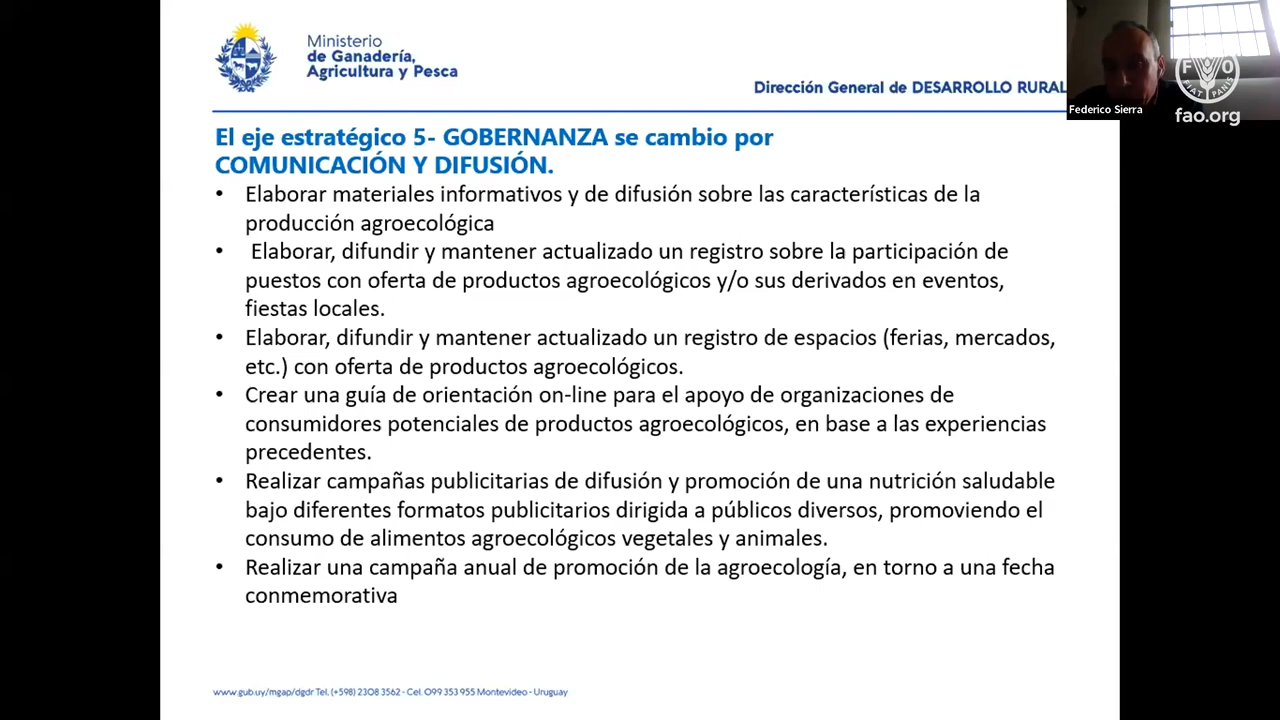 Ministerio
de Ganadería,
Agricultura y Pesca
Dirección General de DESARROLLO RURAL
Federico Sierra
F O
FIAT PANIS
fao.org
El eje estratégico 5- GOBERNANZA se cambio por
COMUNICACIÓN Y DIFUSIÓN.
• Elaborar materiales informativos y de difusión sobre las características de la
producción agroecológica
• Elaborar, difundir y mantener actualizado un registro sobre la participación de
puestos con oferta de productos agroecológicos y/o sus derivados en eventos,
fiestas locales.
• Elaborar, difundir y mantener actualizado un registro de espacios (ferias, mercados,
etc.) con oferta de productos agroecológicos.
• Crear una guía de orientación on-line para el apoyo de organizaciones de
consumidores potenciales de productos agroecológicos, en base a las experiencias
precedentes.
• Realizar campañas publicitarias de difusión y promoción de una nutrición saludable
bajo diferentes formatos publicitarios dirigida a públicos diversos, promoviendo el
consumo de alimentos agroecológicos vegetales y animales.
• Realizar una campaña anual de promoción de la agroecología, en torno a una fecha
conmemorativa
www.gub.uy/mgap/dgdr Tel. (+598) 2308 3562 - Cel. 099 353 955 Montevideo - Uruguay